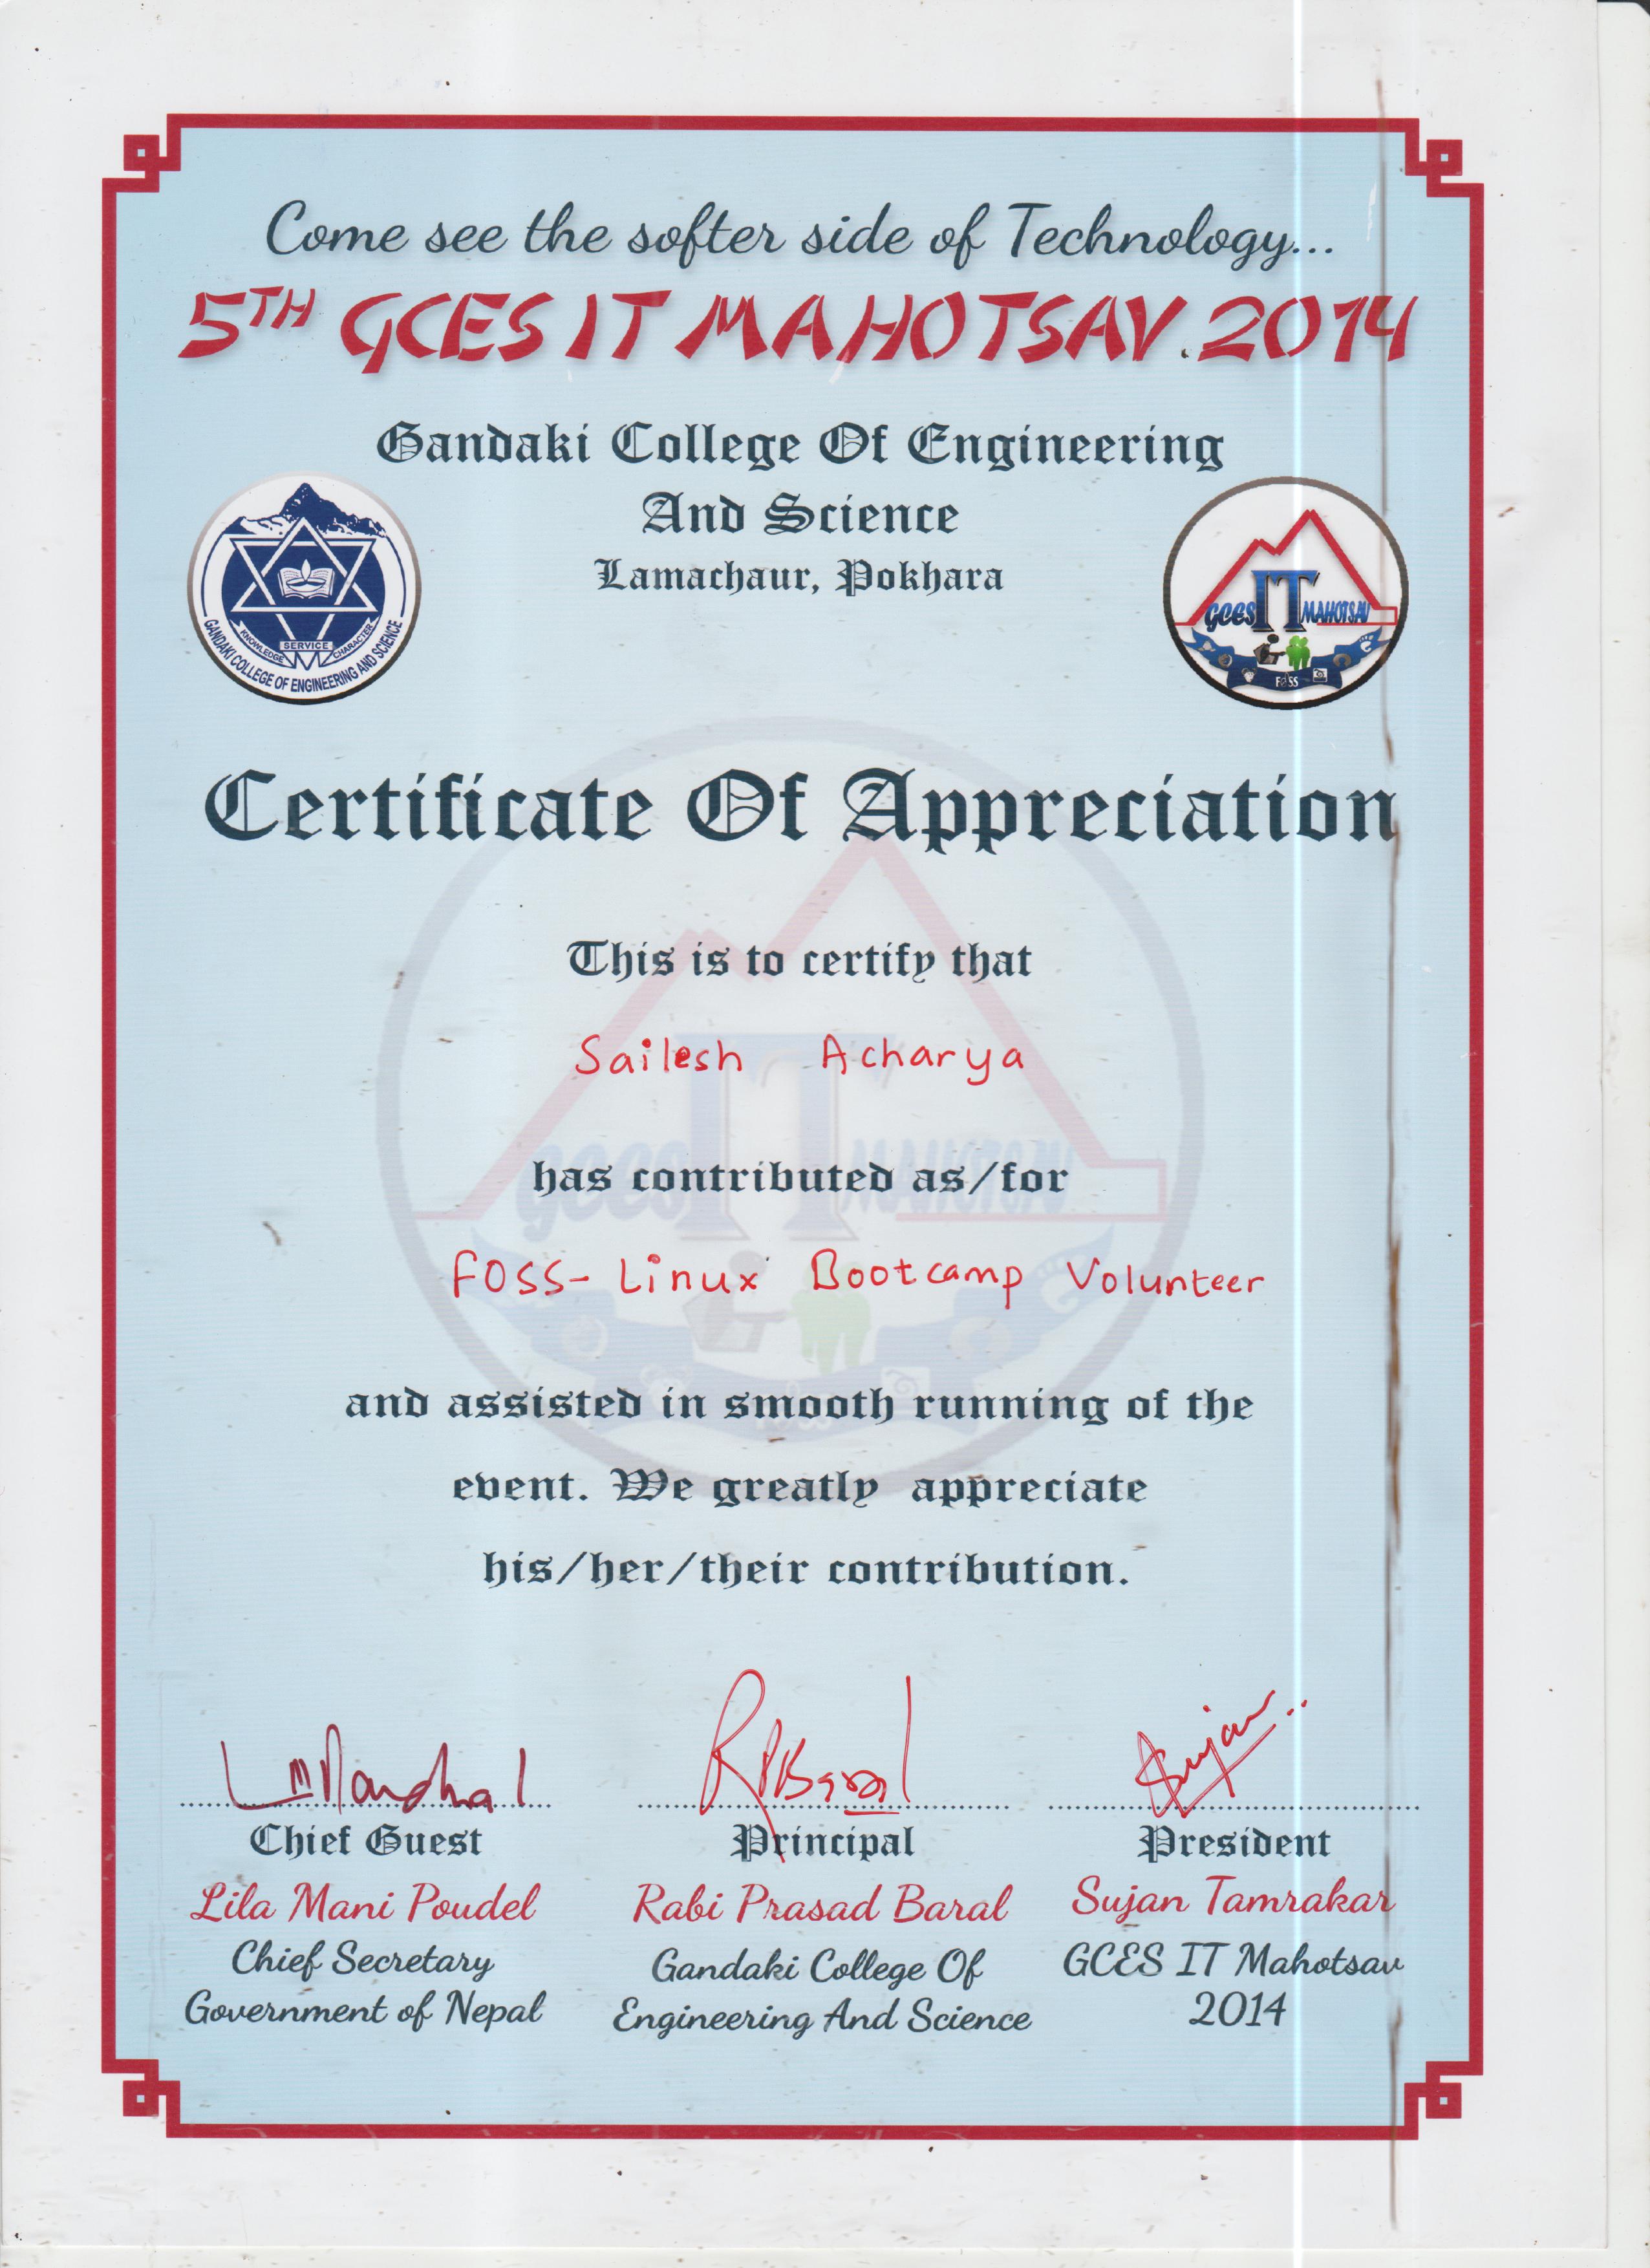 Come see the softer side of Technology...
5TH GCES IT MAHOTSAV. 2014
Gandaki College Of Engineering
And Science
Lamachaur, Pokhara
KNOWLEDGE SERVICE CHARACTER
GANDAKI COLLEGE OF ENGINEERING AND SCIENCE
GCES IT MAHOTSAV
FOSS
Certificate Of Appreciation
This is to certify that
Sailesh Acharya
has contributed as/for
FOSS- Linux Bootcamp Volunteer
and assisted in smooth running of the
event. We greatly appreciate
his/her/their contribution.
Sujan..
Chief Guest
Principal
President
Lila Mani Poudel
Rabi Prasad Baral
Sujan Tamrakar
Chief Secretary
Government of Nepal
Gandaki College Of
Engineering And Science
GCES IT Mahotsav
2014